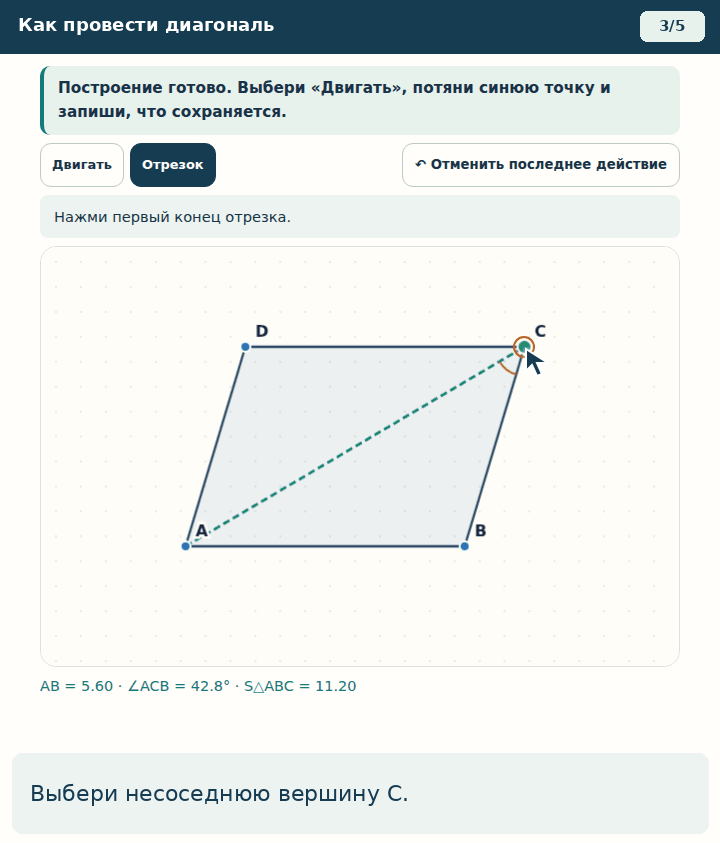 Как провести диагональ
3/5
Построение готово. Выбери «Двигать», потяни синюю точку и
запиши, что сохраняется.
Двигать
Отрезок
↶ Отменить последнее действие
Нажми первый конец отрезка.
D
C
A
B
AB = 5.60 · ∠ACB = 42.8° · S△ABC = 11.20
Выбери несоседнюю вершину C.